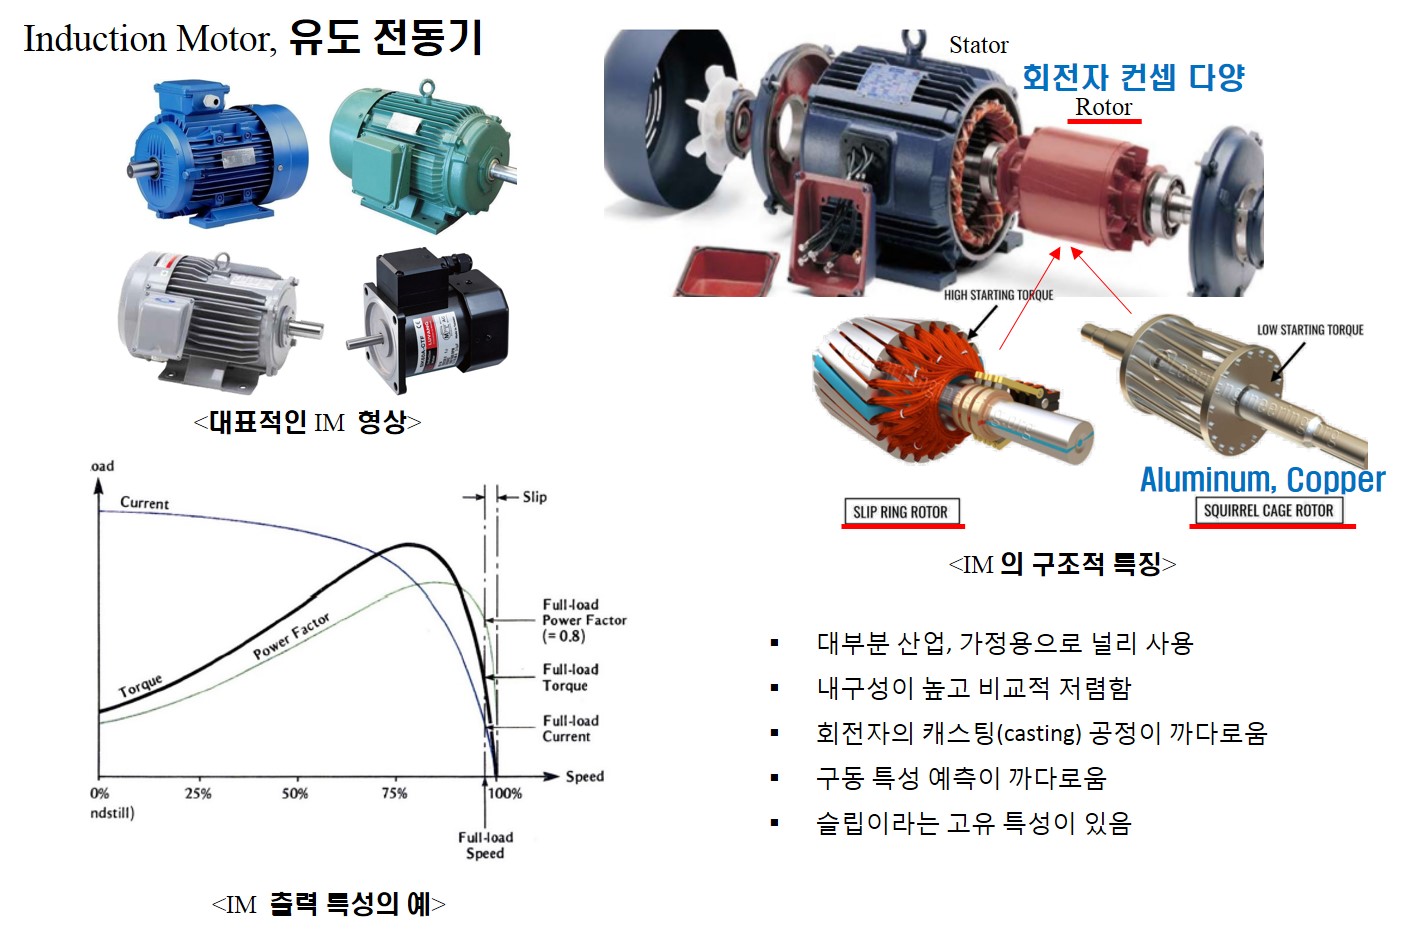 Induction Motor, 유도 전동기
Stator
회전자 컨셉 다양
Rotor
HIGH STARTING TORQUE
LOW STARTING TORQUE
<대표적인 IM 형상>
Aluminum, Copper
SLIP RING ROTOR
SQUIRREL CAGE ROTOR
<IM 의 구조적 특징>
oad
Current
Slip
Torque
Power Factor
Full-load
Power Factor
(= 0.8)
Full-load
Torque
Full-load
Current
Speed
0%
25%
50%
75%
100%
ndstill)
Full-load
Speed
<IM 출력 특성의 예>
▪ 대부분 산업, 가정용으로 널리 사용
▪ 내구성이 높고 비교적 저렴함
▪ 회전자의 캐스팅(casting) 공정이 까다로움
▪ 구동 특성 예측이 까다로움
▪ 슬립이라는 고유 특성이 있음